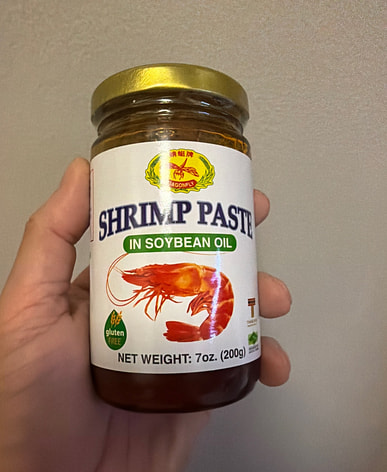 DRAGONFLY
SHRIMP PASTE
IN SOYBEAN OIL
gluten
FREE
NET WEIGHT: 7oz. (200g)